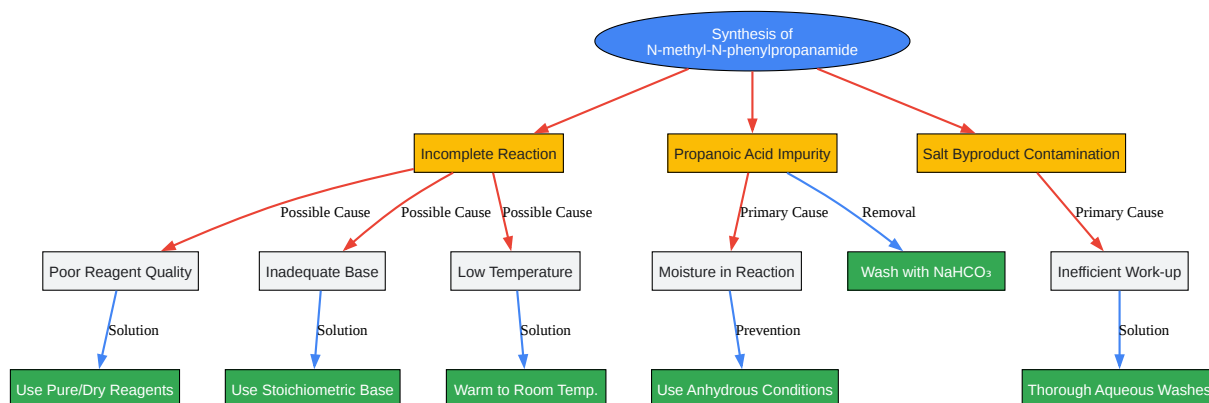 Synthesis of
N-methyl-N-phenylpropanamide
Incomplete Reaction
Propanoic Acid Impurity
Salt Byproduct Contamination
Possible Cause
Possible Cause
Possible Cause
Primary Cause
Removal
Primary Cause
Poor Reagent Quality
Inadequate Base
Low Temperature
Moisture in Reaction
Wash with NaHCO₃
Inefficient Work-up
Solution
Solution
Solution
Prevention
Solution
Use Pure/Dry Reagents
Use Stoichiometric Base
Warm to Room Temp.
Use Anhydrous Conditions
Thorough Aqueous Washes